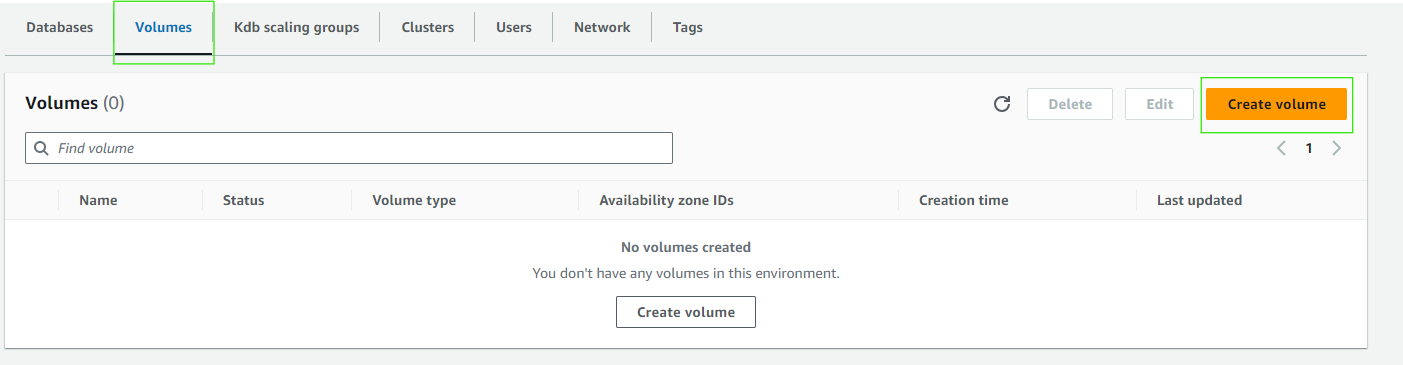 Databases Volumes Kdb scaling groups Clusters Users Network Tags
Volumes (0) Delete Edit Create volume
Find volume 1
Name Status Volume type Availability zone IDs Creation time Last updated
No volumes created
You don't have any volumes in this environment.
Create volume